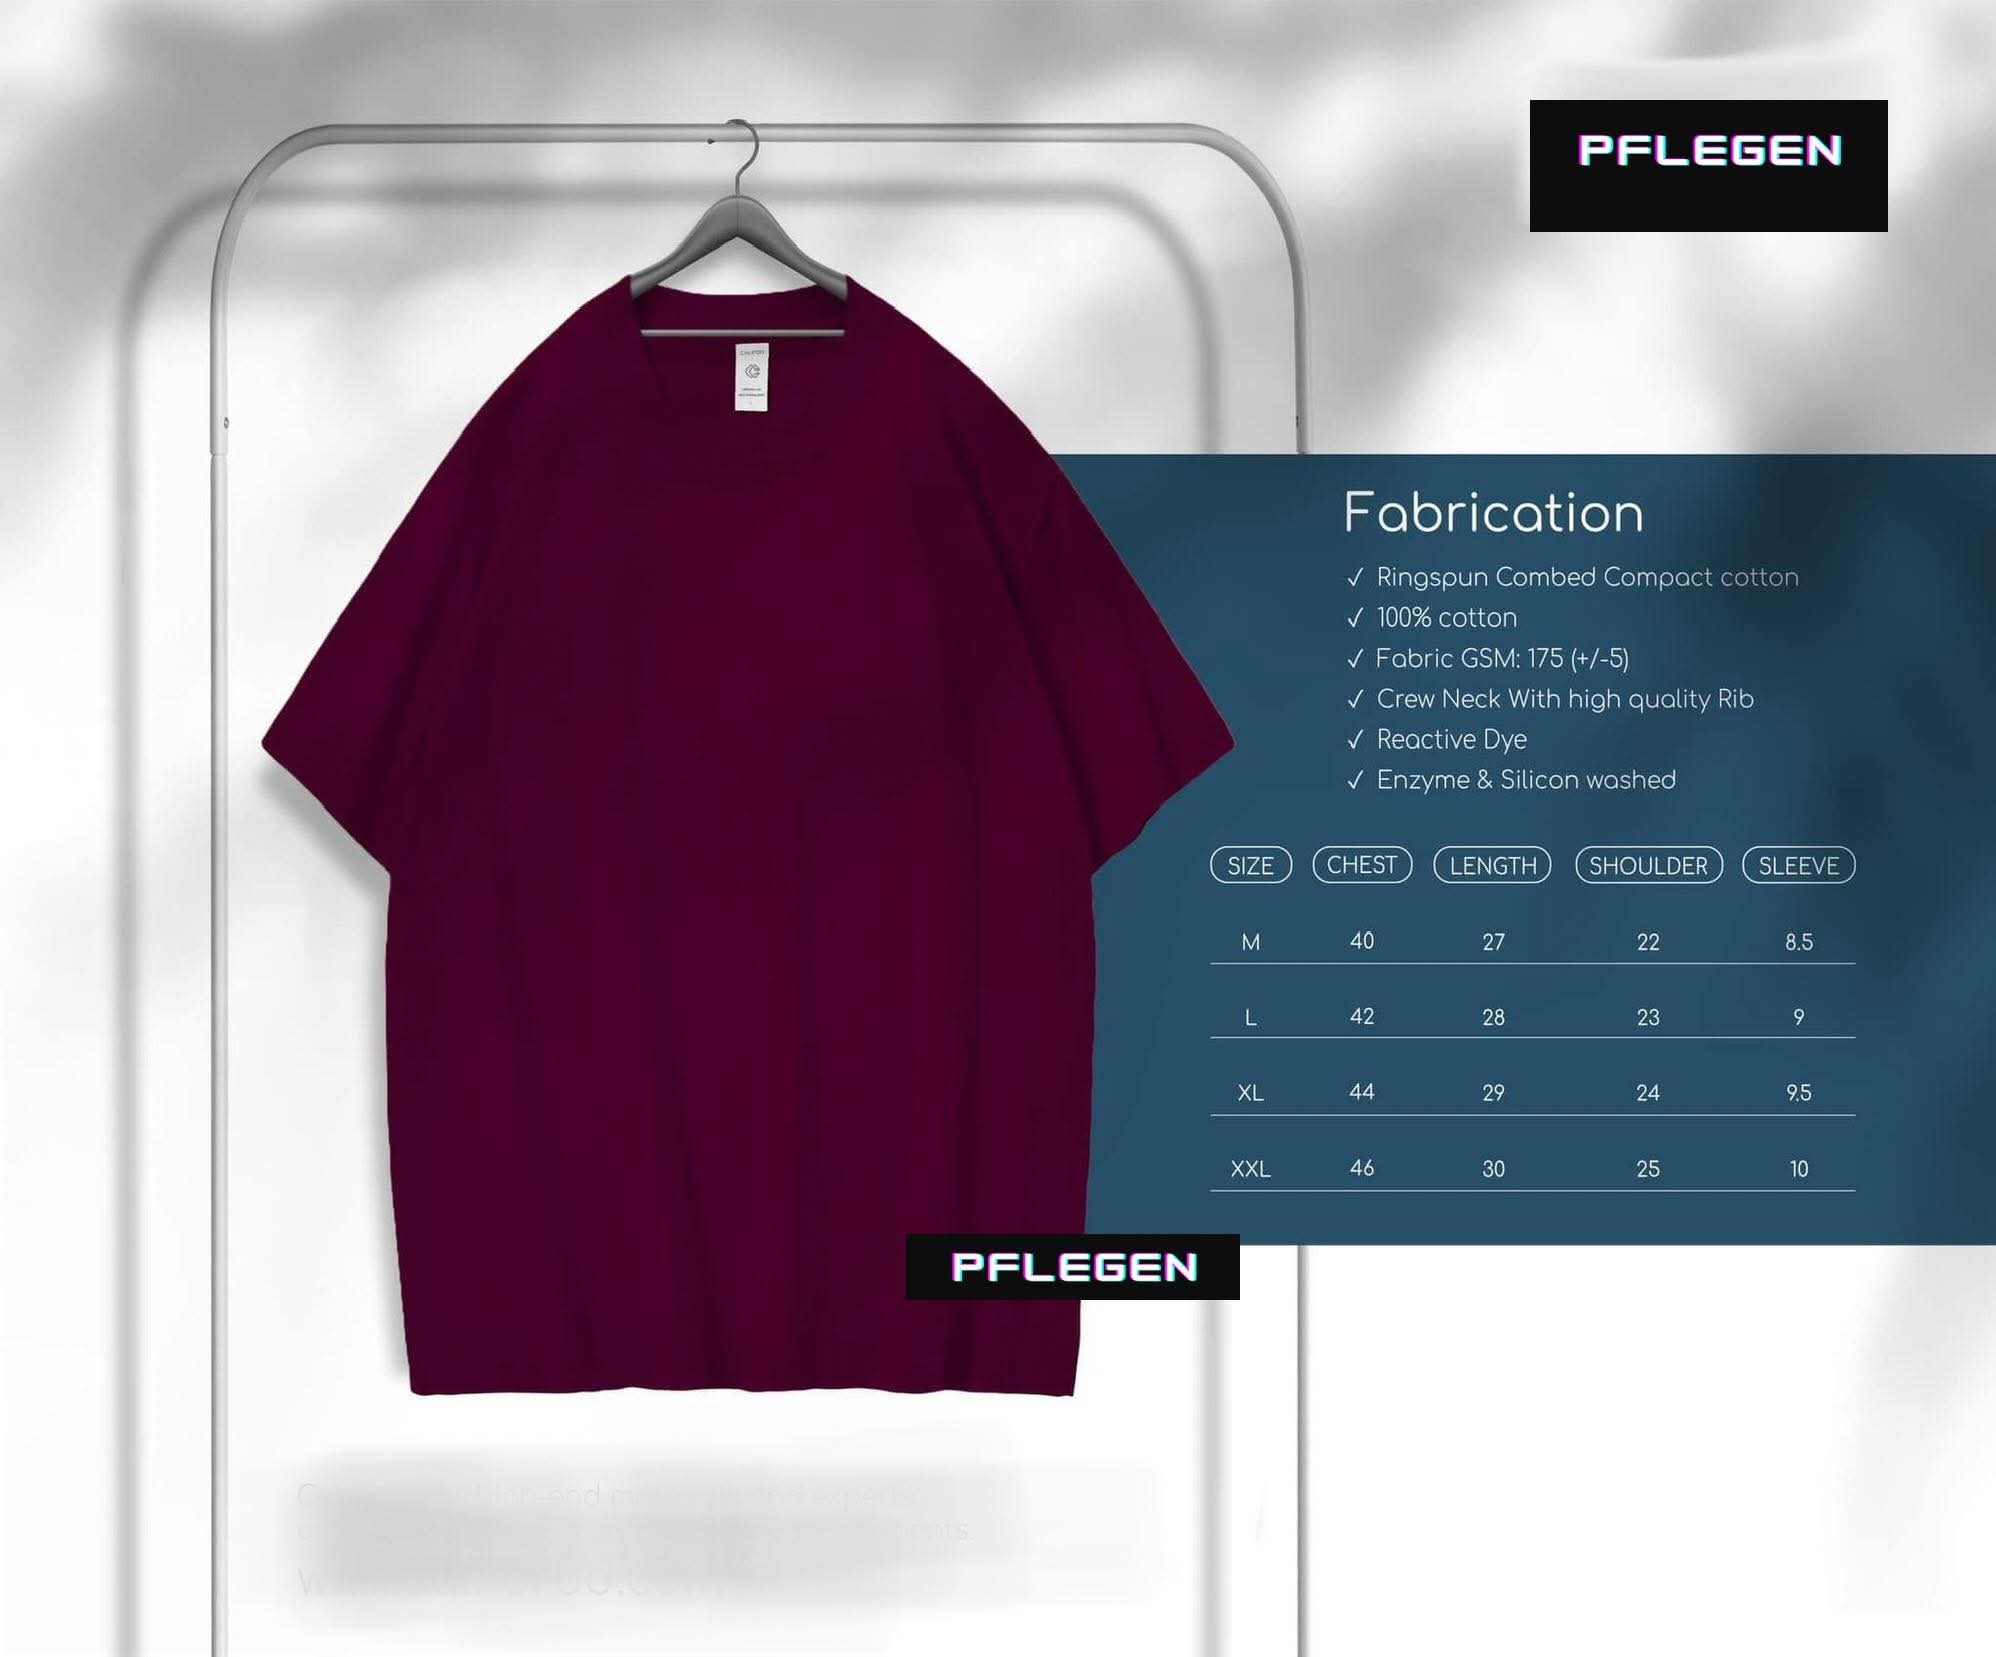 PFLEGEN
Fabrication
✓ Ringspun Combed Compact cotton
✓ 100% cotton
✓ Fabric GSM: 175 (+/-5)
✓ Crew Neck With high quality Rib
✓ Reactive Dye
✓ Enzyme & Silicon washed
SIZE CHEST LENGTH SHOULDER SLEEVE
M 40 27 22 8.5
L 42 28 23 9
XL 44 29 24 9.5
XXL 46 30 25 10
PFLEGEN
high-end